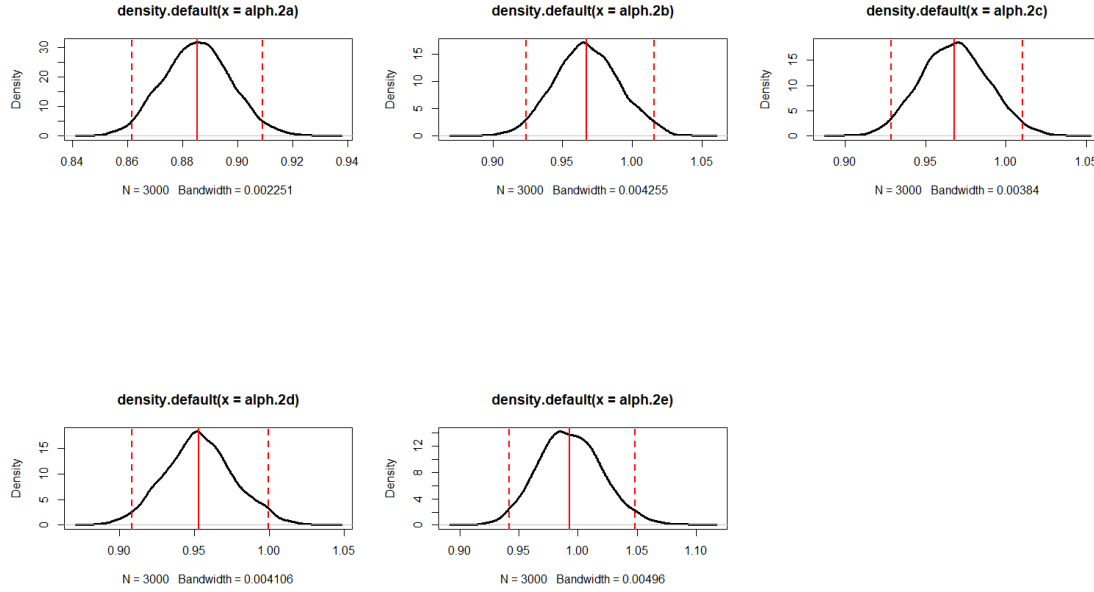 density.default(x = alph.2a)
Density
0 10 20 30
0.84 0.86 0.88 0.90 0.92 0.94
N = 3000 Bandwidth = 0.002251
density.default(x = alph.2b)
0 5 10 15
0.90 0.95 1.00 1.05
N = 3000 Bandwidth = 0.004255
density.default(x = alph.2c)
Density
0 5 10 15
0.90 0.95 1.00 1.05
N = 3000 Bandwidth = 0.00384
Density
density.default(x = alph.2d)
Density
0 5 10 15
0.90 0.95 1.00 1.05
N = 3000 Bandwidth = 0.004106
density.default(x = alph.2e)
Density
0 4 8 12
0.90 0.95 1.00 1.05 1.10
N = 3000 Bandwidth = 0.00496